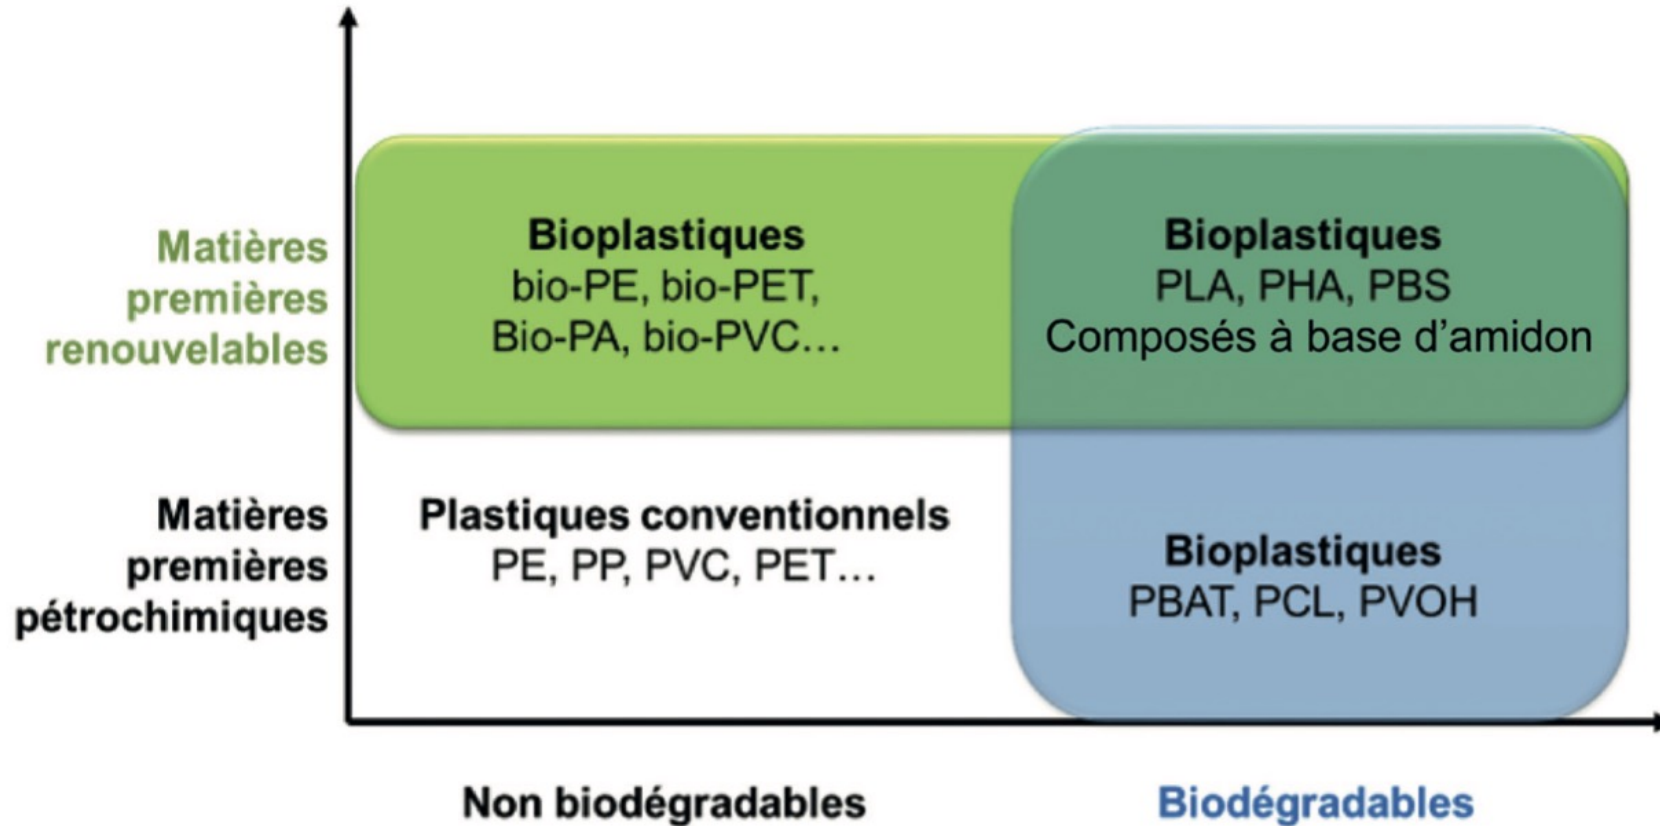 Matières
premières
renouvelables
Bioplastiques
bio-PE, bio-PET,
Bio-PA, bio-PVC…
Bioplastiques
PLA, PHA, PBS
Composés à base d’amidon
Matières
premières
pétrochimiques
Plastiques conventionnels
PE, PP, PVC, PET…
Bioplastiques
PBAT, PCL, PVOH
Non biodégradables
Biodégradables